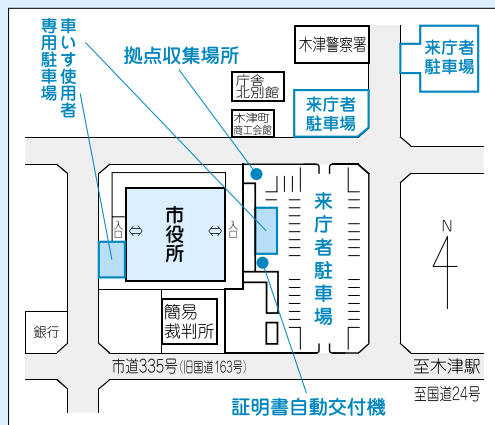 車いす使用者
専用駐車場
拠点収集場所
木津警察署
来庁者
駐車場
庁舎
北別館
来庁者
駐車場
木津町
商工会館
入口
市役所
入口
来庁者駐車場
N
銀行
簡易
裁判所
市道335号(旧国道163号)
至木津駅
至国道24号
証明書自動交付機